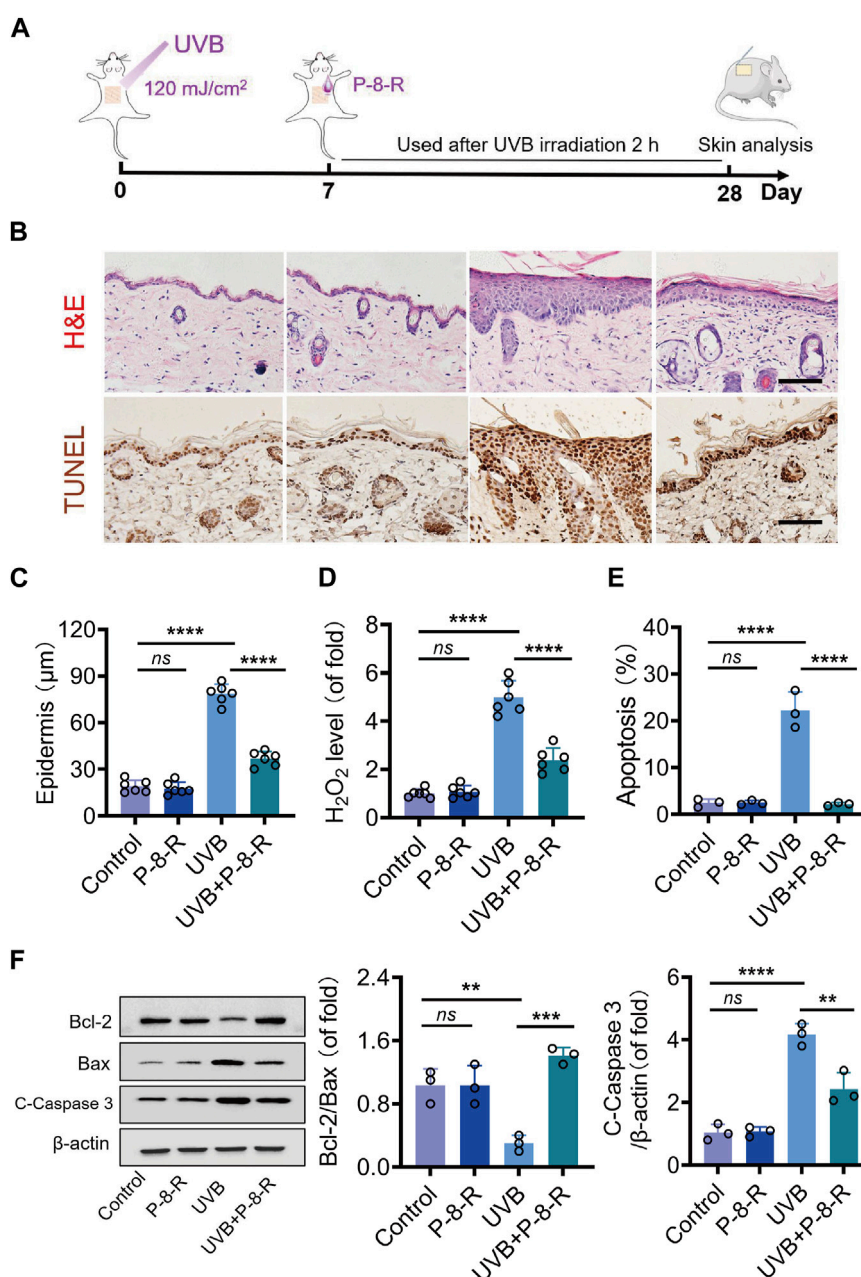 A
UVB
120 mJ/cm²
P-8-R
Used after UVB irradiation 2 h
Skin analysis
0
7
28
Day
B
H&E
TUNEL
C
Epidermis (μm)
120
90
60
30
0
****
ns
****
Control
P-8-R
UVB
UVB+P-8-R
D
H₂O₂ level (of fold)
8
6
4
2
0
****
ns
****
Control
P-8-R
UVB
UVB+P-8-R
E
Apoptosis (%)
40
30
20
10
0
****
ns
****
Control
P-8-R
UVB
UVB+P-8-R
F
Bcl-2
Bax
C-Caspase 3
β-actin
Control
P-8-R
UVB
UVB+P-8-R
Bcl-2/Bax (of fold)
2.4
1.6
0.8
0.0
**
ns
***
Control
P-8-R
UVB
UVB+P-8-R
C-Caspase 3
/β-actin (of fold)
6
4
2
0
****
ns
**
Control
P-8-R
UVB
UVB+P-8-R